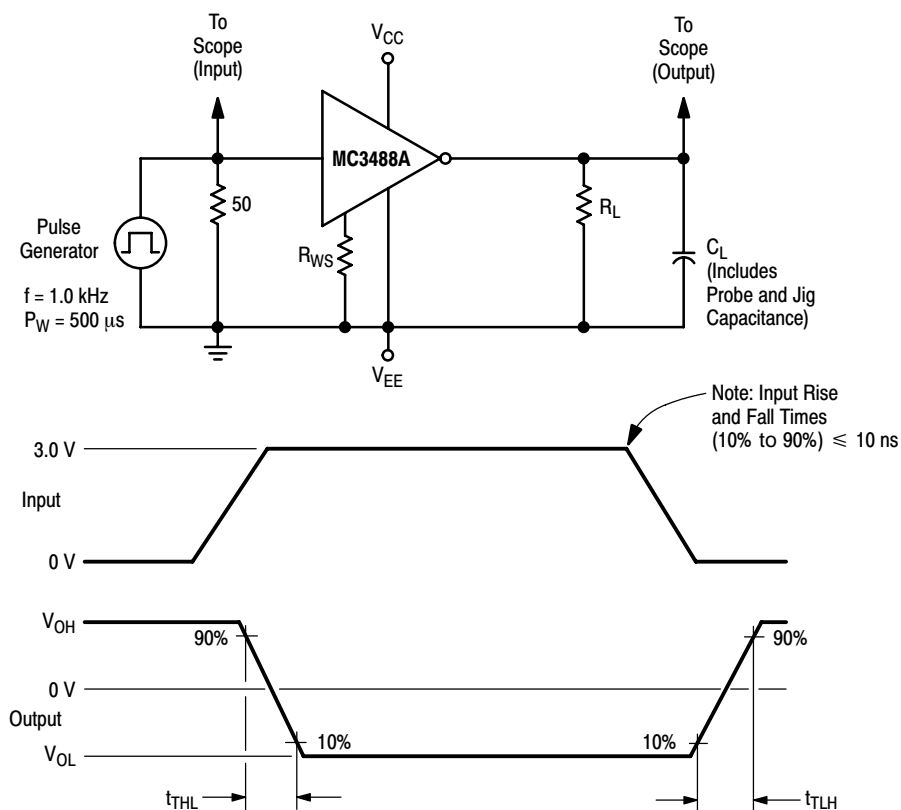 To
Scope
(Input)
VCC
To
Scope
(Output)
MC3488A
50
RL
Pulse
Generator
RWS
CL
(Includes
Probe and Jig
Capacitance)
f = 1.0 kHz
PW = 500 μs
VEE
Note: Input Rise
and Fall Times
(10% to 90%) ≤ 10 ns
3.0 V
Input
0 V
VOH
90%
90%
0 V
Output
10%
10%
VOL
tTHL
tTLH